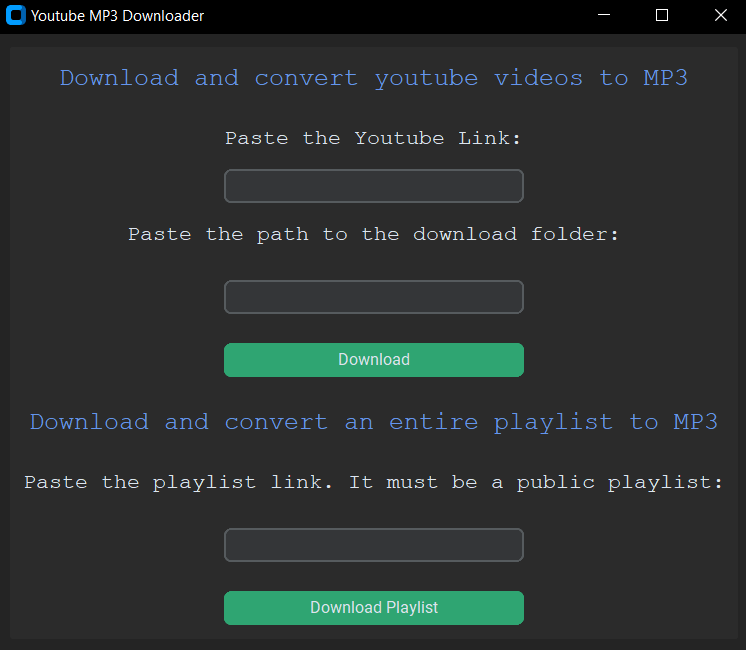 Youtube MP3 Downloader
Download and convert youtube videos to MP3
Paste the Youtube Link:
Paste the path to the download folder:
Download
Download and convert an entire playlist to MP3
Paste the playlist link. It must be a public playlist:
Download Playlist